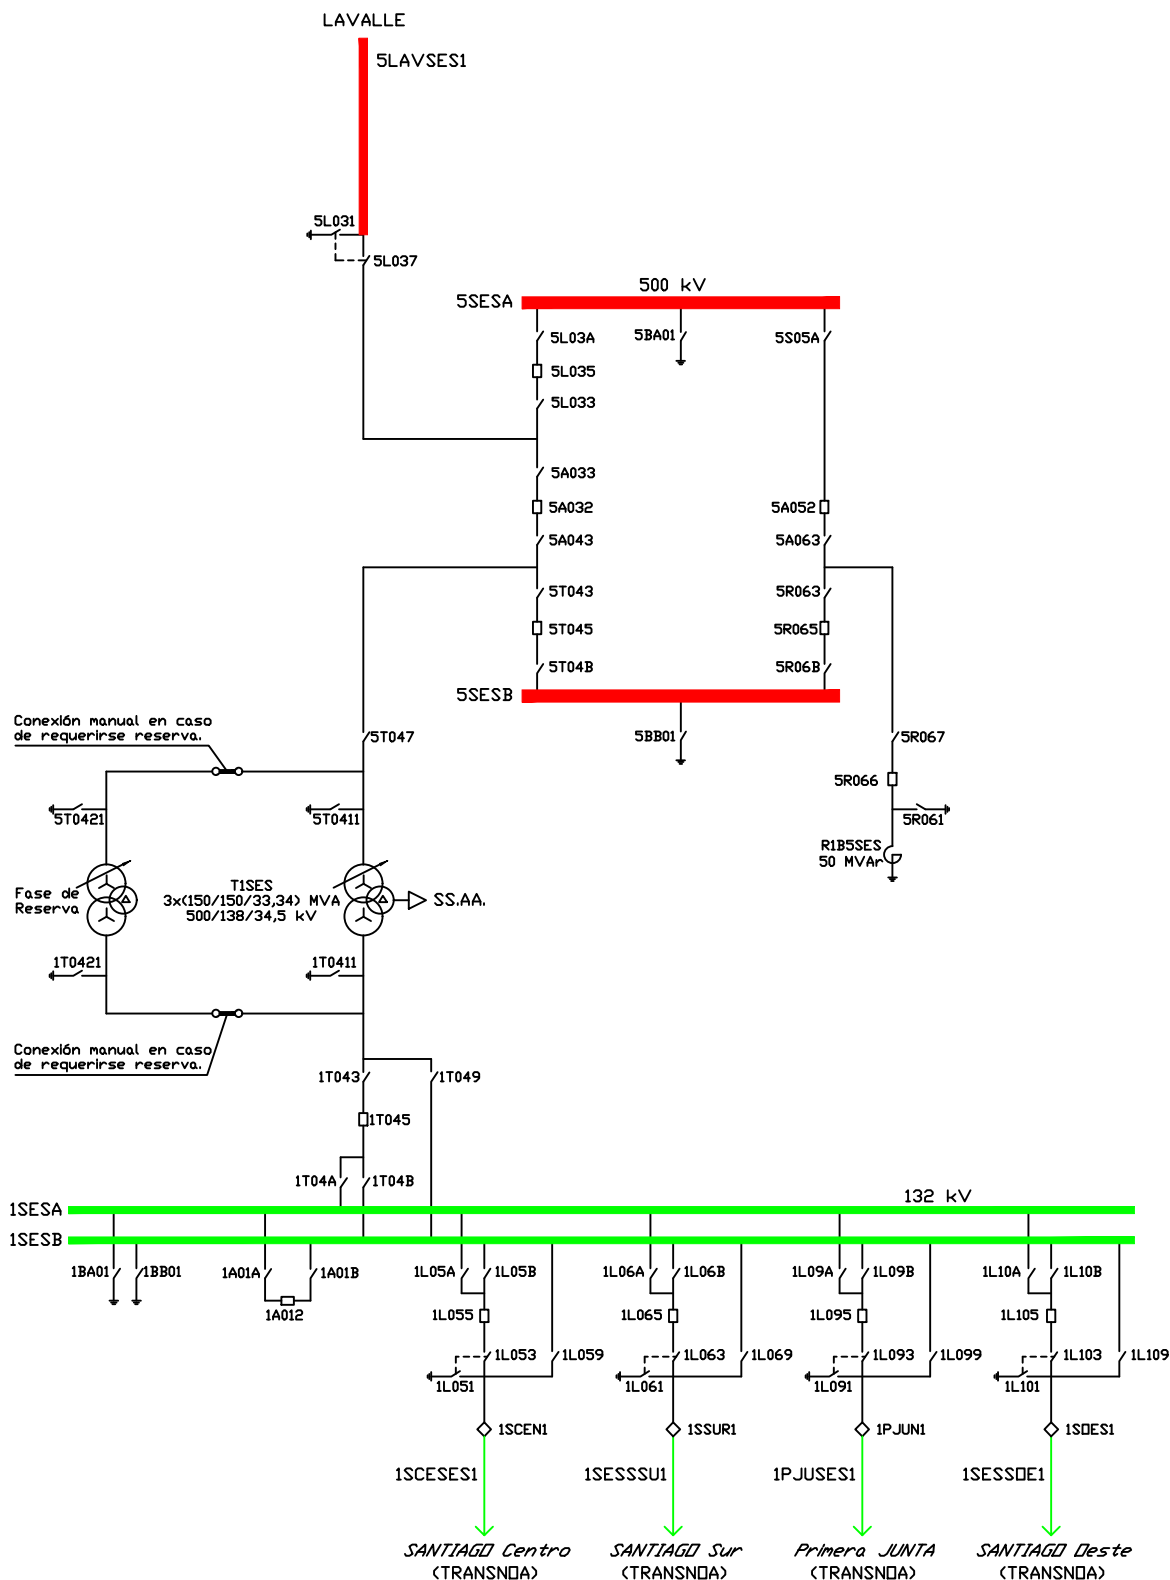 LAVALLE
5LAVSES1
5L031
5L037
500 kV
5SESA
5L03A
5BA01
5S05A
5L035
5L033
5A033
5A032
5A052
5A043
5A063
5T043
5R063
5T045
5R065
5T04B
5R06B
5SESB
Conexión manual en caso
de requerirse reserva.
5T047
5BB01
5R067
5R066
5T0421
5T0411
5R061
R1B5SES
50 MVAr
Fase de
Reserva
T1SES
3x(150/150/33,34) MVA
500/138/34,5 kV
SS.AA.
1T0421
1T0411
Conexión manual en caso
de requerirse reserva.
1T043
1T049
1T045
1T04A
1T04B
132 kV
1SESA
1SESB
1BA01
1BB01
1A01A
1A01B
1L05A
1L05B
1L06A
1L06B
1L09A
1L09B
1L10A
1L10B
1A012
1L055
1L065
1L095
1L105
1L053
1L059
1L063
1L069
1L093
1L099
1L103
1L109
1L051
1L061
1L091
1L101
1SCEN1
1SSUR1
1PJUN1
1SOES1
1SCESES1
1SESSSU1
1PJUSES1
1SESSOE1
SANTIAGO Centro
(TRANSNOA)
SANTIAGO Sur
(TRANSNOA)
Primera JUNTA
(TRANSNOA)
SANTIAGO Oeste
(TRANSNOA)